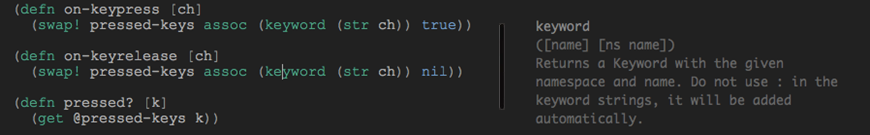 (defn on-keypress [ch]
  (swap! pressed-keys assoc (keyword (str ch)) true))
(defn on-keyrelease [ch]
  (swap! pressed-keys assoc (keyword (str ch)) nil))
(defn pressed? [k]
  (get @pressed-keys k))
keyword
([name] [ns name])
Returns a Keyword with the given
namespace and name. Do not use : in the
keyword strings, it will be added
automatically.